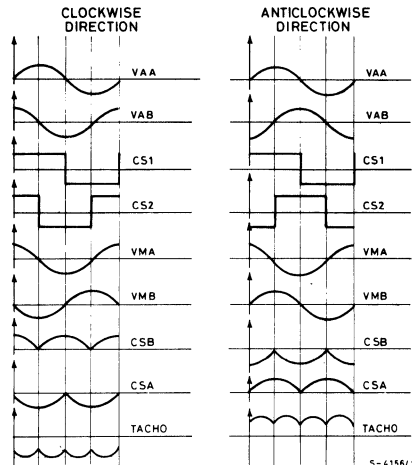 CLOCKWISE
DIRECTION
ANTICLOCKWISE
DIRECTION
VAA
VAA
VAB
VAB
CS1
CS1
CS2
CS2
VMA
VMA
VMB
VMB
CSB
CSB
CSA
CSA
TACHO
TACHO